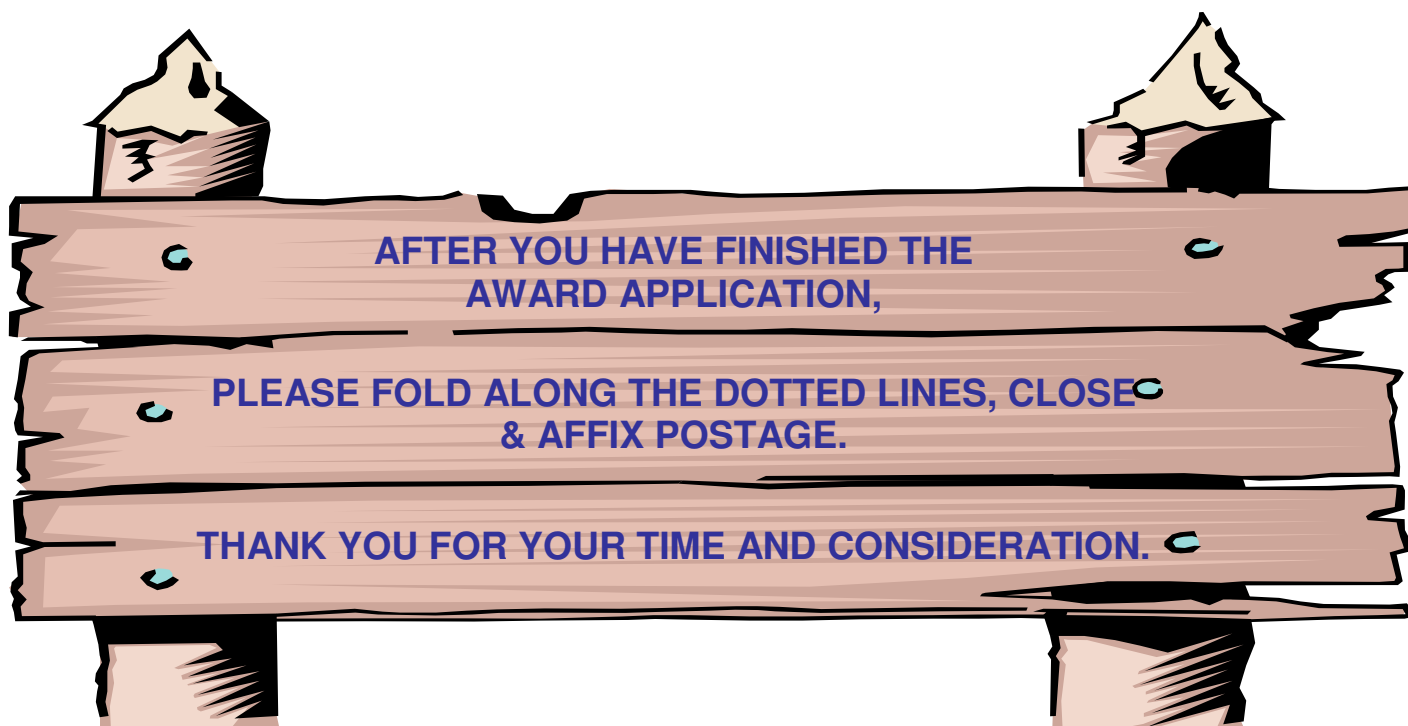 AFTER YOU HAVE FINISHED THE
AWARD APPLICATION,
PLEASE FOLD ALONG THE DOTTED LINES, CLOSE
& AFFIX POSTAGE.
THANK YOU FOR YOUR TIME AND CONSIDERATION.